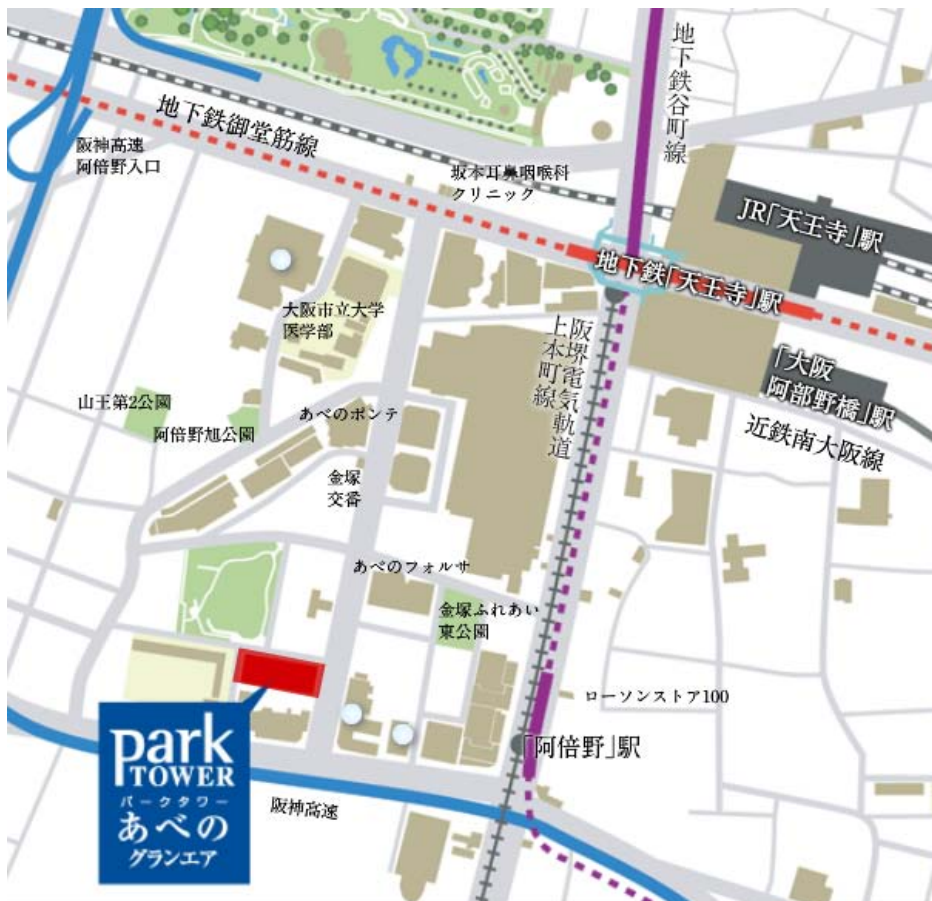 地下鉄谷町線
地下鉄御堂筋線
阪神高速
阿倍野入口
坂本耳鼻咽喉科
クリニック
JR「天王寺」駅
地下鉄「天王寺」駅
大阪市立大学
医学部
阪堺電気軌道
上本町線
「大阪
阿部野橋」駅
近鉄南大阪線
山王第2公園
阿倍野旭公園
あべのポンテ
金塚
交番
あべのフォルサ
金塚ふれあい
東公園
ローソンストア100
「阿倍野」駅
park
TOWER
パークタワー
あべの
グランエア
阪神高速